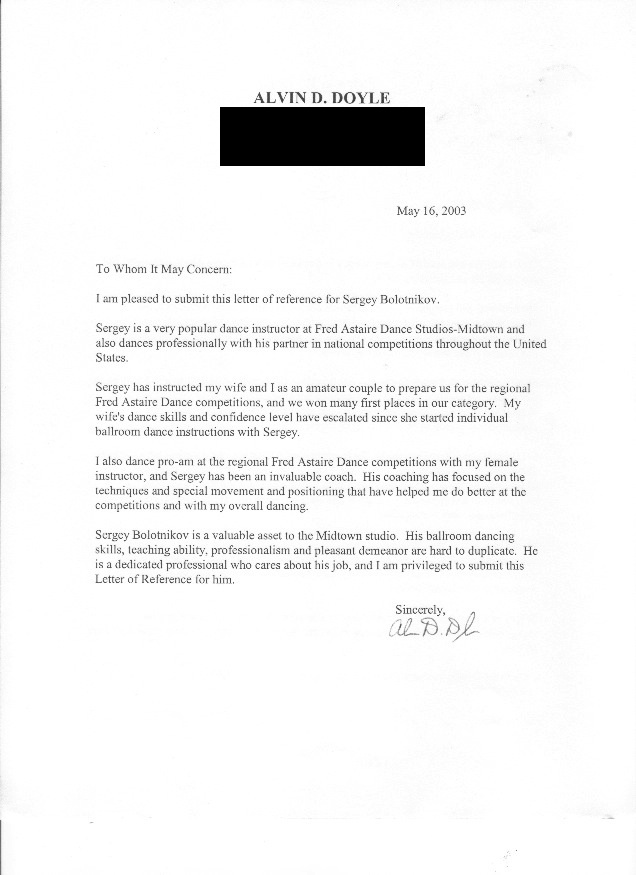 ALVIN D. DOYLE
May 16, 2003
To Whom It May Concern:
I am pleased to submit this letter of reference for Sergey Bolotnikov.
Sergey is a very popular dance instructor at Fred Astaire Dance Studios-Midtown and
also dances professionally with his partner in national competitions throughout the United
States.
Sergey has instructed my wife and I as an amateur couple to prepare us for the regional
Fred Astaire Dance competitions, and we won many first places in our category.  My
wife's dance skills and confidence level have escalated since she started individual
ballroom dance instructions with Sergey.
I also dance pro-am at the regional Fred Astaire Dance competitions with my female
instructor, and Sergey has been an invaluable coach.  His coaching has focused on the
techniques and special movement and positioning that have helped me do better at the
competitions and with my overall dancing.
Sergey Bolotnikov is a valuable asset to the Midtown studio.  His ballroom dancing
skills, teaching ability, professionalism and pleasant demeanor are hard to duplicate.  He
is a dedicated professional who cares about his job, and I am privileged to submit this
Letter of Reference for him.
Sincerely,